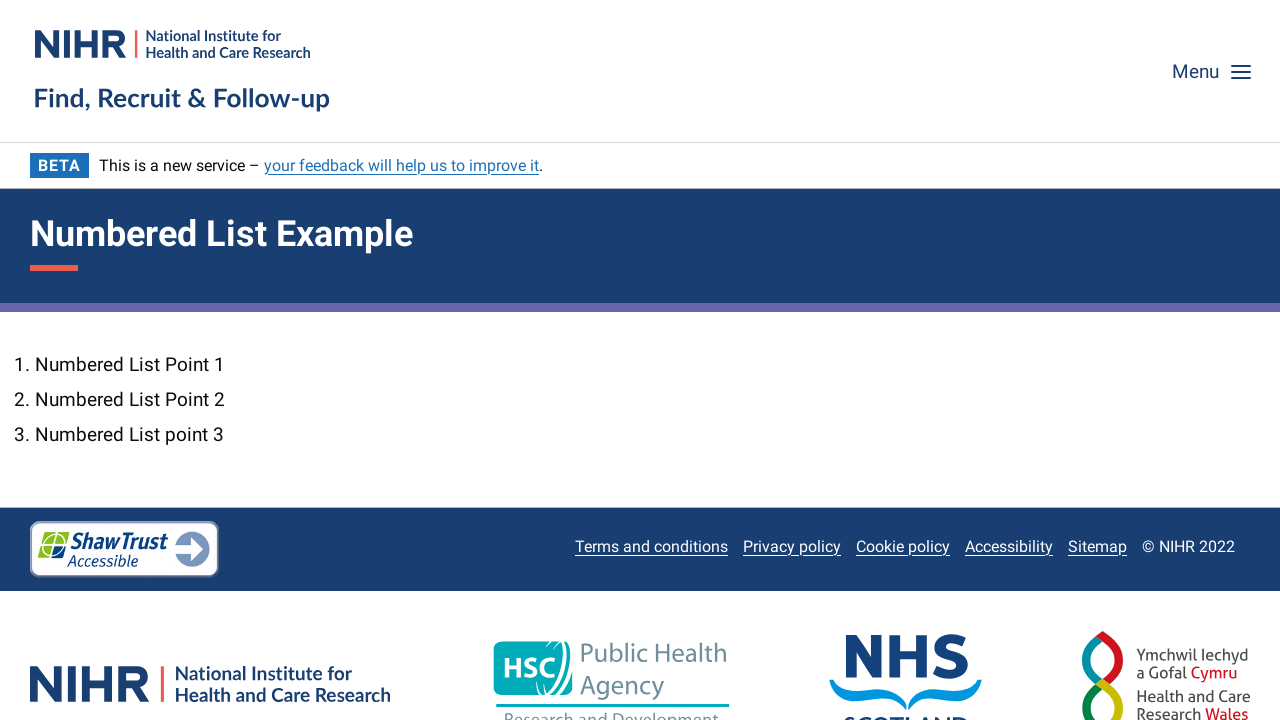 NIHR | National Institute for
Health and Care Research
Find, Recruit & Follow-up
Menu
BETA This is a new service – your feedback will help us to improve it.
Numbered List Example
1. Numbered List Point 1
2. Numbered List Point 2
3. Numbered List point 3
Shaw Trust
Accessible
Terms and conditions Privacy policy Cookie policy Accessibility Sitemap © NIHR 2022
NIHR | National Institute for
Health and Care Research
HSC Public Health
Agency
Research and Development
NHS
SCOTLAND
Ymchwil Iechyd
a Gofal Cymru
Health and Care
Research Wales